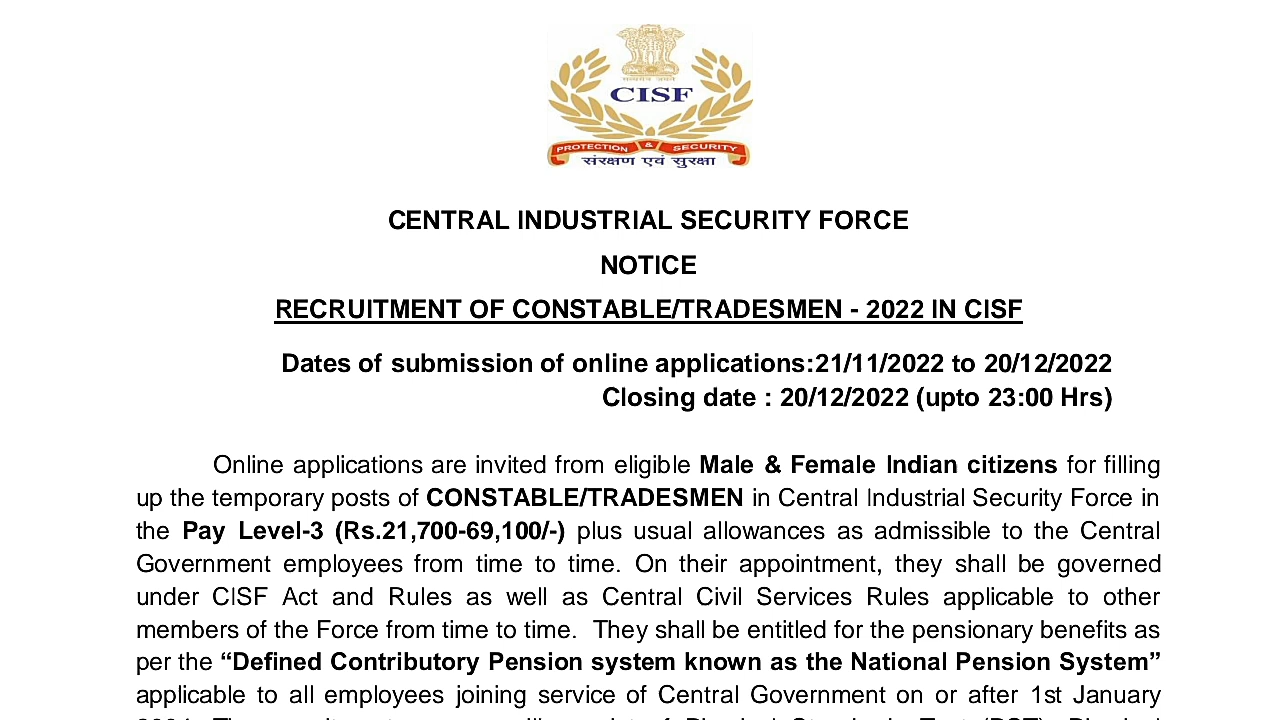 सत्यमेव जयते
CISF
PROTECTION & SECURITY
संरक्षण एवं सुरक्षा
CENTRAL INDUSTRIAL SECURITY FORCE
NOTICE
RECRUITMENT OF CONSTABLE/TRADESMEN - 2022 IN CISF
Dates of submission of online applications:21/11/2022 to 20/12/2022
Closing date : 20/12/2022 (upto 23:00 Hrs)
Online applications are invited from eligible Male & Female Indian citizens for filling
up the temporary posts of CONSTABLE/TRADESMEN in Central Industrial Security Force in
the Pay Level-3 (Rs.21,700-69,100/-) plus usual allowances as admissible to the Central
Government employees from time to time. On their appointment, they shall be governed
under CISF Act and Rules as well as Central Civil Services Rules applicable to other
members of the Force from time to time. They shall be entitled for the pensionary benefits as
per the “Defined Contributory Pension system known as the National Pension System”
applicable to all employees joining service of Central Government on or after 1st January